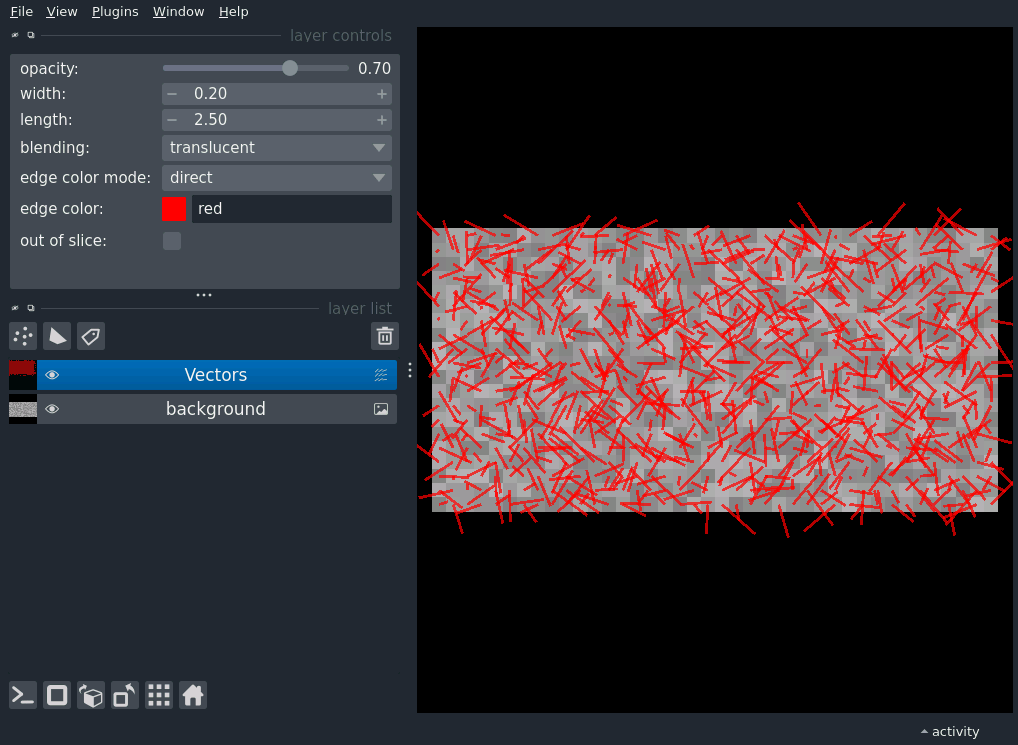 File View Plugins Window Help
layer controls
opacity: 0.70
width: 0.20
length: 2.50
blending: translucent
edge color mode: direct
edge color: red
out of slice:
layer list
Vectors
background
activity